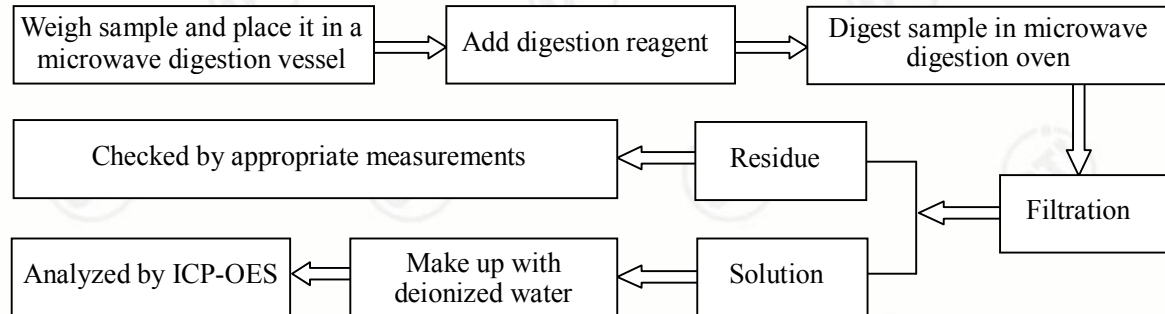 Weigh sample and place it in a
microwave digestion vessel
Add digestion reagent
Digest sample in microwave
digestion oven
Checked by appropriate measurements
Residue
Filtration
Analyzed by ICP-OES
Make up with
deionized water
Solution